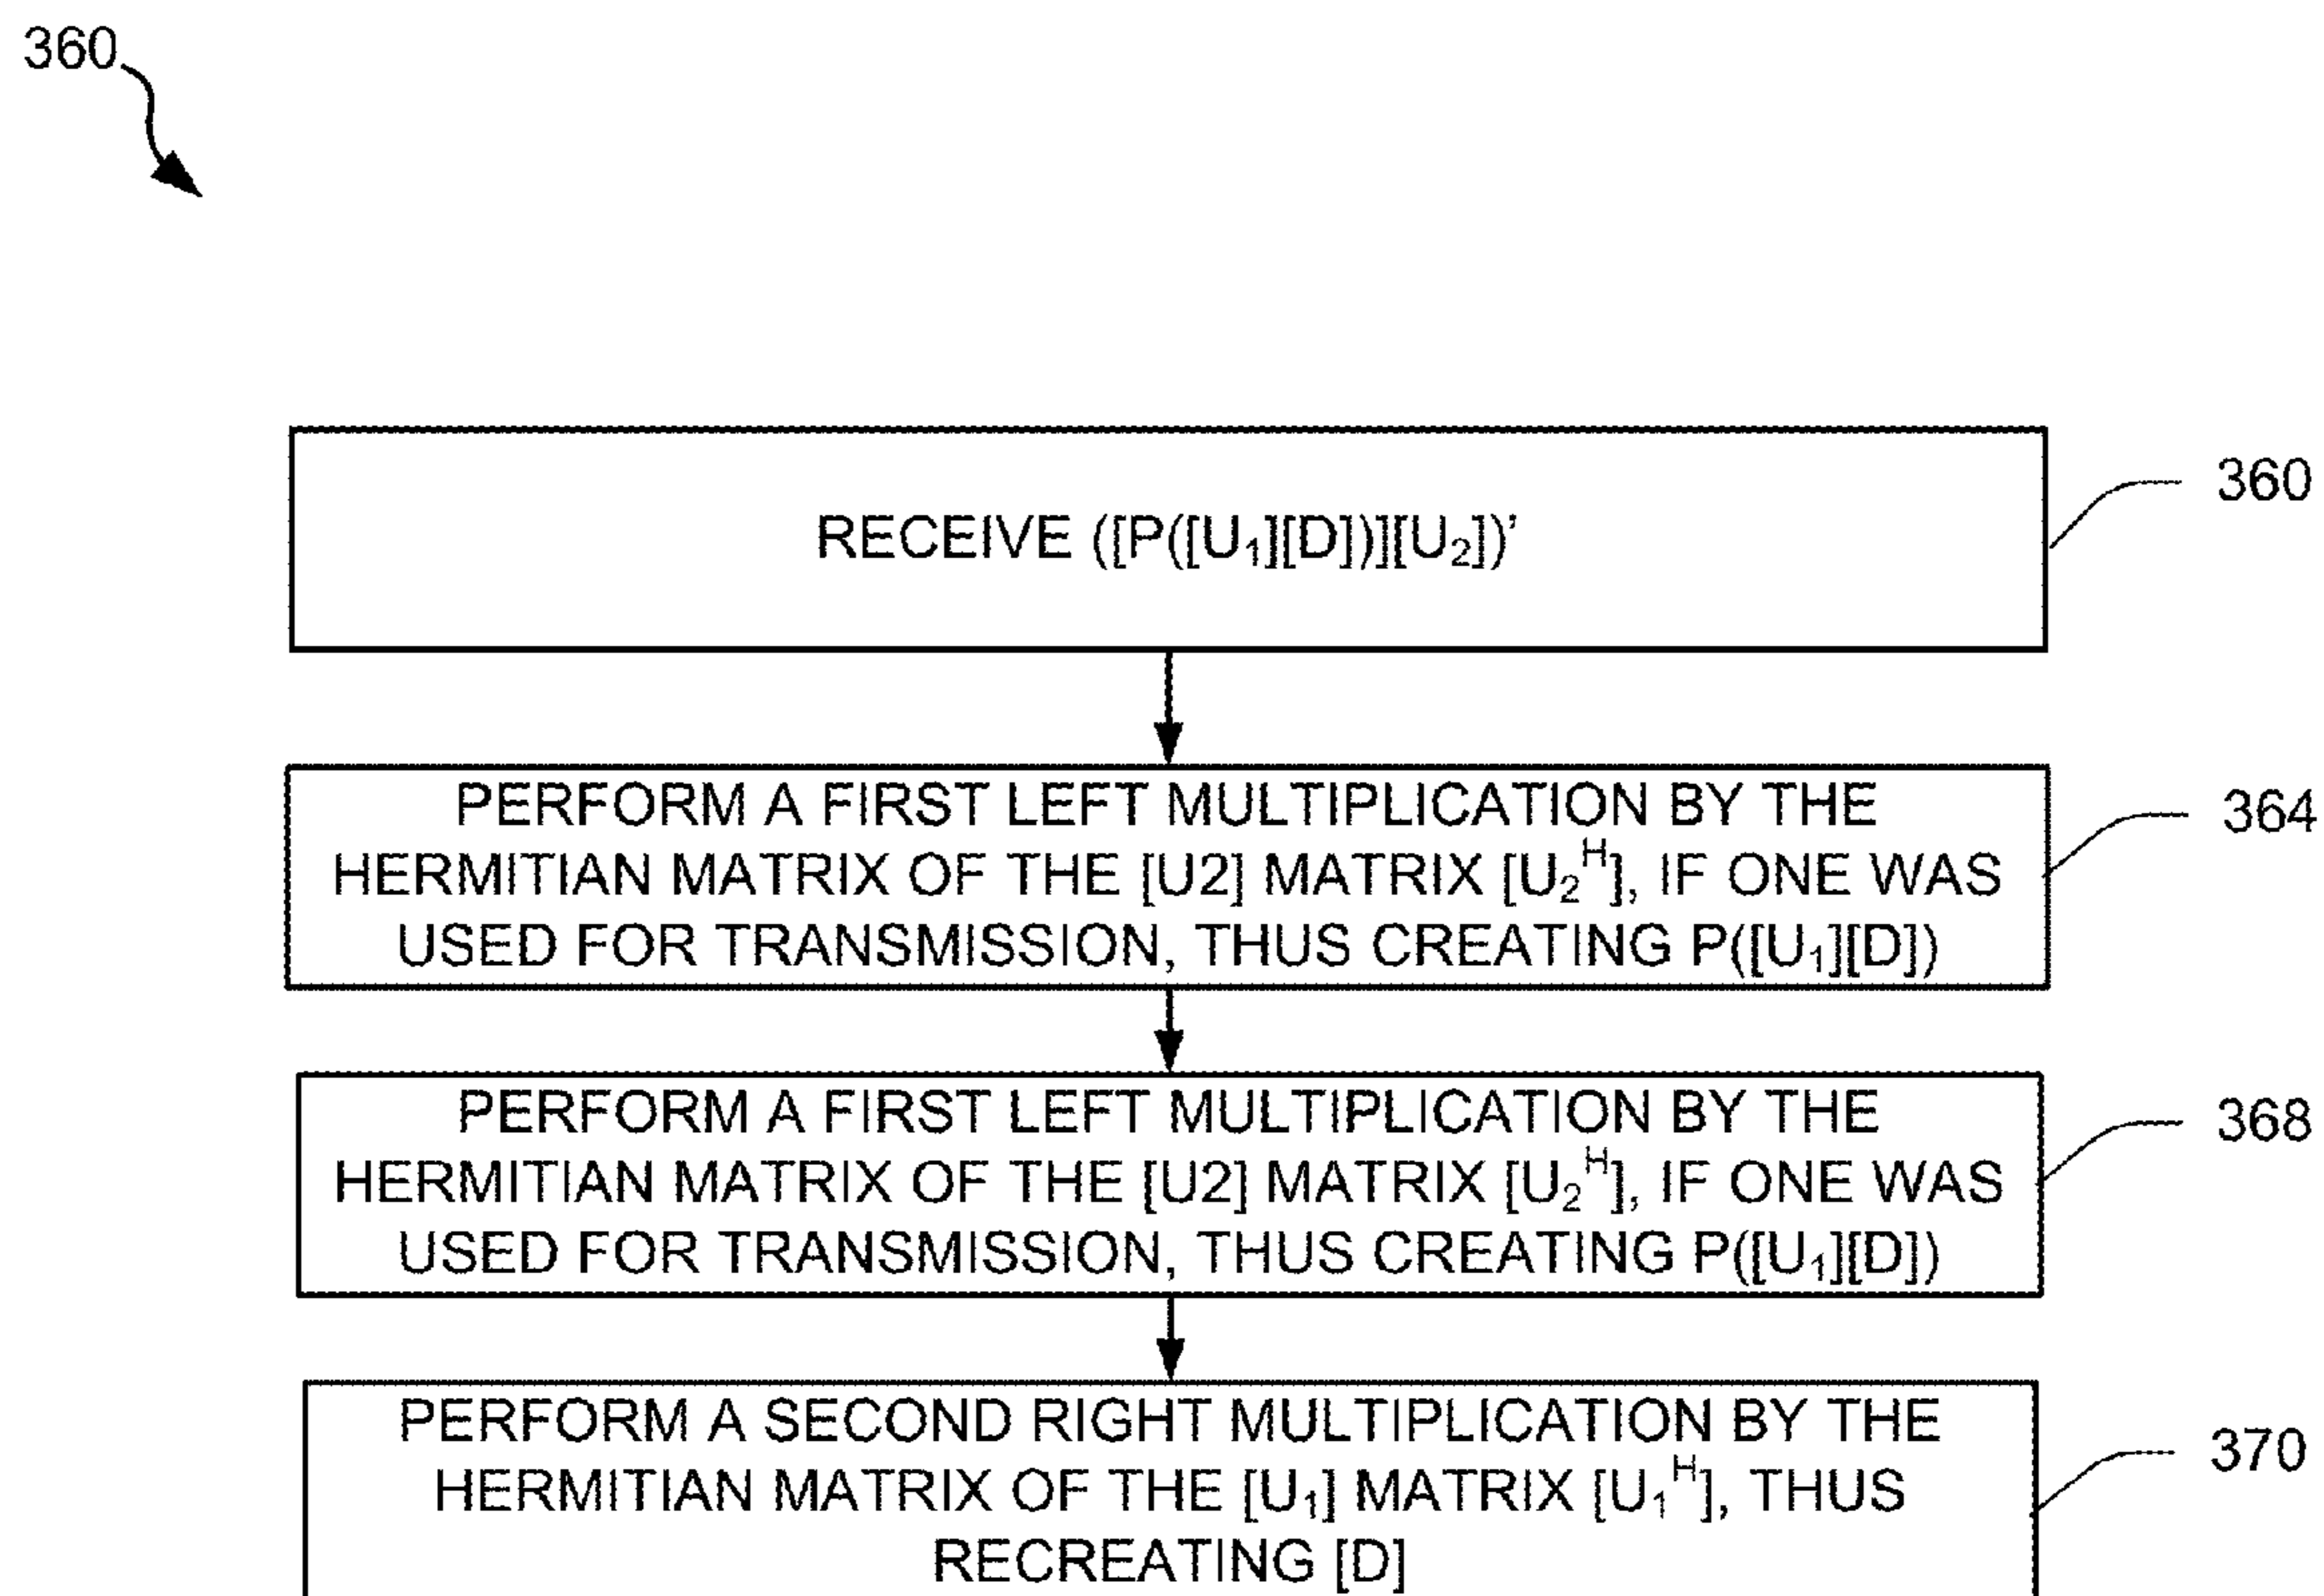 360
RECEIVE ([P([U₁][D])][U₂])’
360
PERFORM A FIRST LEFT MULTIPLICATION BY THE
HERMITIAN MATRIX OF THE [U2] MATRIX [U₂ᴴ], IF ONE WAS
USED FOR TRANSMISSION, THUS CREATING P([U₁][D])
364
PERFORM A FIRST LEFT MULTIPLICATION BY THE
HERMITIAN MATRIX OF THE [U2] MATRIX [U₂ᴴ], IF ONE WAS
USED FOR TRANSMISSION, THUS CREATING P([U₁][D])
368
PERFORM A SECOND RIGHT MULTIPLICATION BY THE
HERMITIAN MATRIX OF THE [U₁] MATRIX [U₁ᴴ], THUS
RECREATING [D]
370